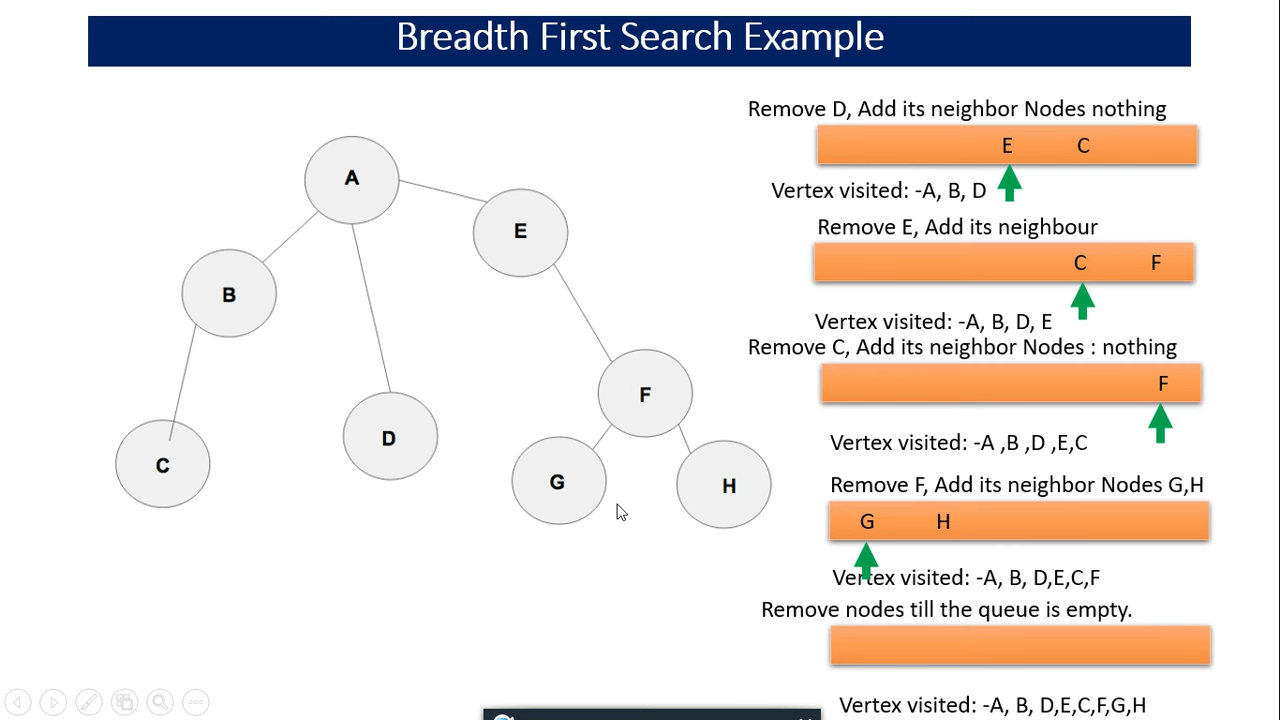 Breadth First Search Example
A
E
B
F
D
C
G
H
Remove D, Add its neighbor Nodes nothing
E C
Vertex visited: -A, B, D
Remove E, Add its neighbour
C F
Vertex visited: -A, B, D, E
Remove C, Add its neighbor Nodes : nothing
F
Vertex visited: -A ,B ,D ,E,C
Remove F, Add its neighbor Nodes G,H
G H
Vertex visited: -A, B, D,E,C,F
Remove nodes till the queue is empty.
Vertex visited: -A, B, D,E,C,F,G,H